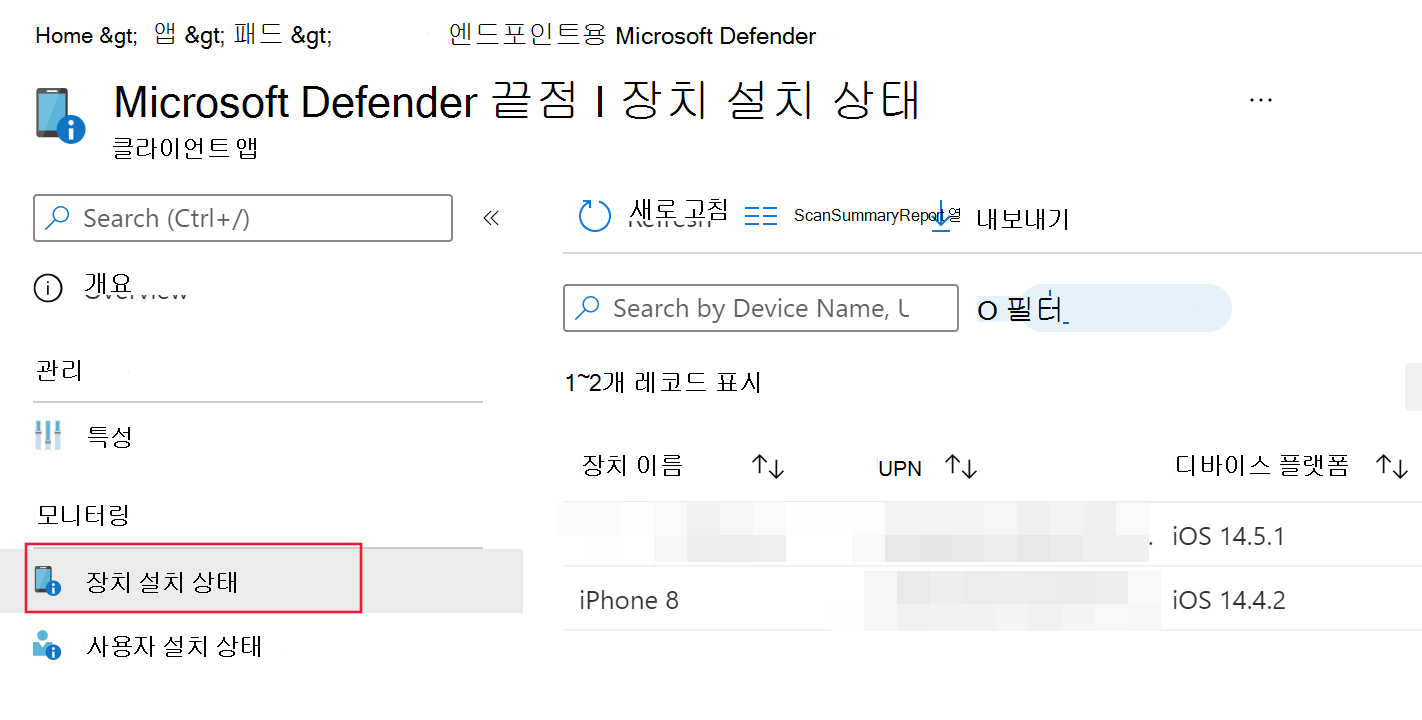 Home &gt; 앱 &gt; 패드 &gt; 엔드포인트용 Microsoft Defender
Microsoft Defender 끝점 I 장치 설치 상태
...
클라이언트 앱
Search (Ctrl+/)
«
새로 고침
Refresh
ScanSummaryReport 열
내보내기
개요
Overview
Search by Device Name, U
O 필터
관리
1~2개 레코드 표시
특성
장치 이름 ↑↓ UPN ↑↓ 디바이스 플랫폼 ↑↓
모니터링
. iOS 14.5.1
장치 설치 상태
iPhone 8 iOS 14.4.2
사용자 설치 상태